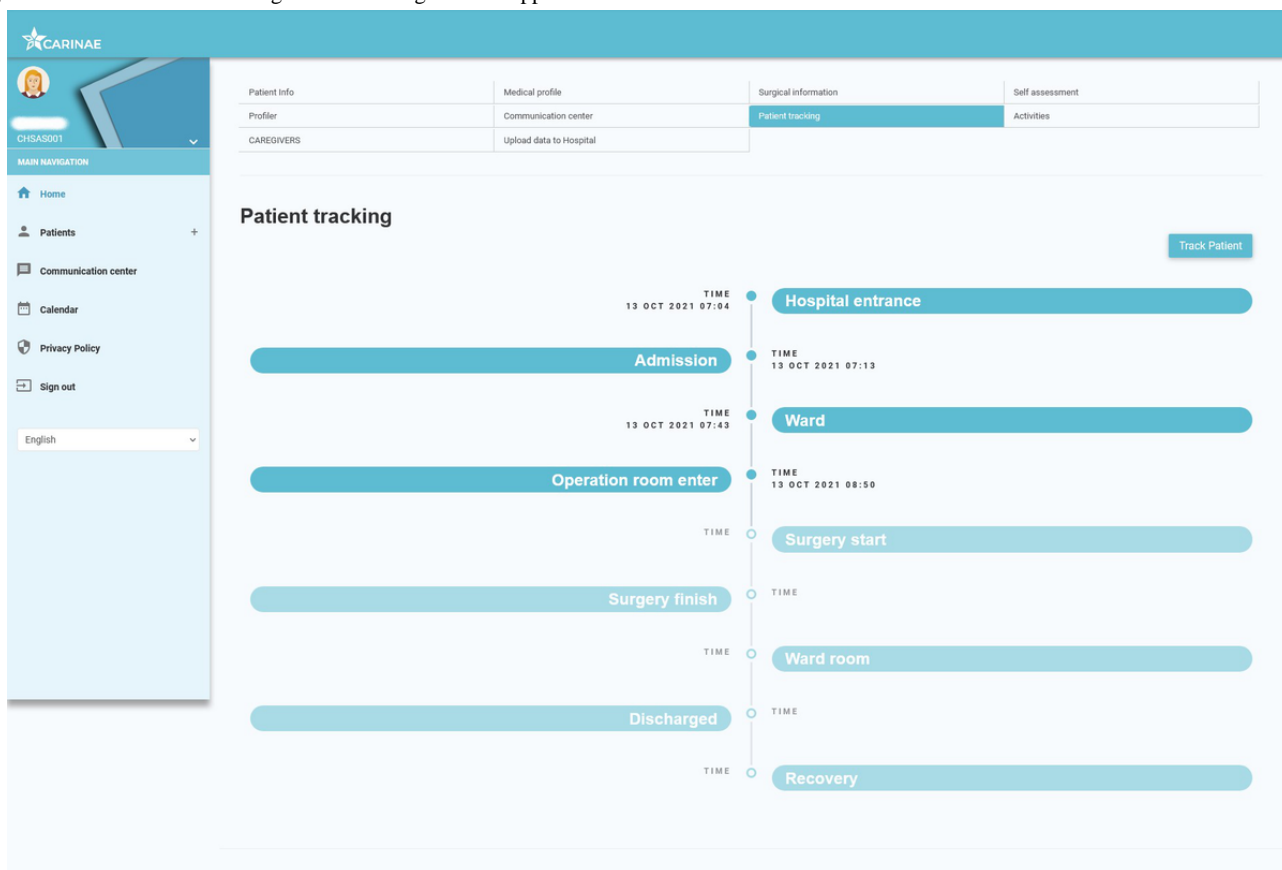 CARINAE
CHSAS001
MAIN NAVIGATION
Home
Patients +
Communication center
Calendar
Privacy Policy
Sign out
English
Patient Info Medical profile Surgical information Self assessment
Profiler Communication center Patient tracking Activities
CAREGIVERS Upload data to Hospital
Patient tracking
Track Patient
TIME
13 OCT 2021 07:04
Hospital entrance
Admission
TIME
13 OCT 2021 07:13
TIME
13 OCT 2021 07:43
Ward
Operation room enter
TIME
13 OCT 2021 08:50
TIME
Surgery start
Surgery finish
TIME
TIME
Ward room
Discharged
TIME
TIME
Recovery